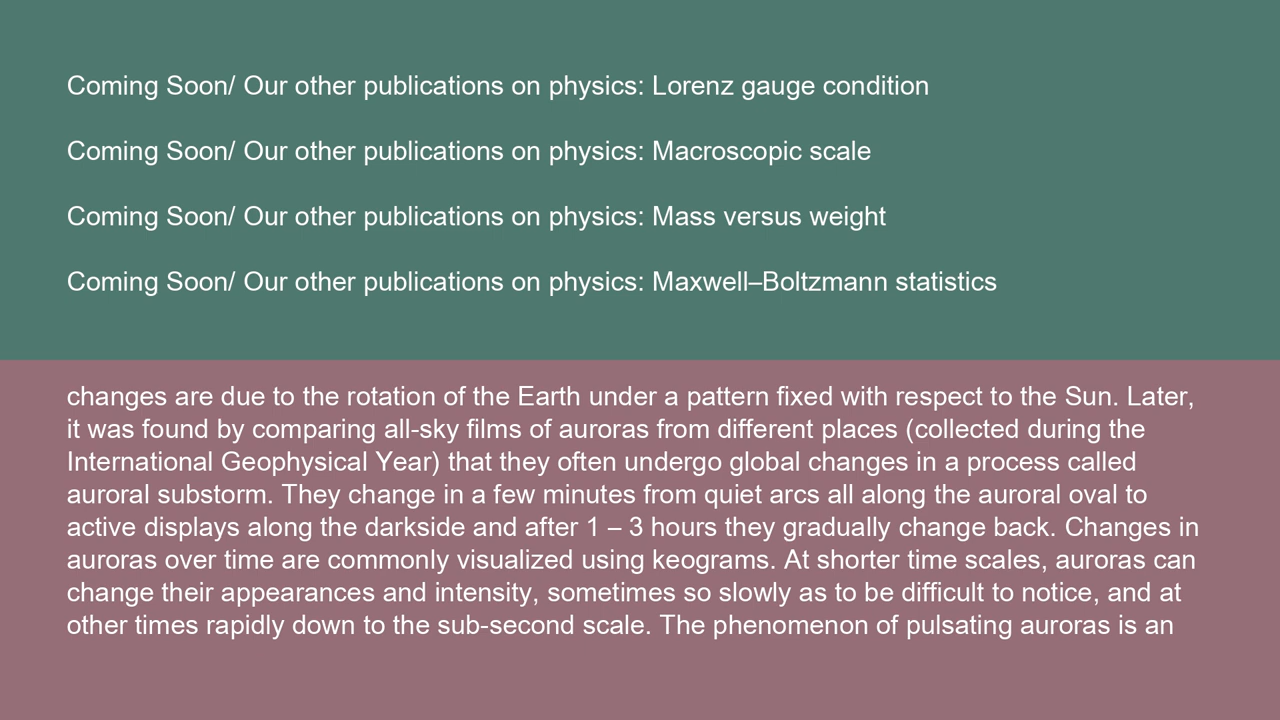 Coming Soon/ Our other publications on physics: Lorenz gauge condition
Coming Soon/ Our other publications on physics: Macroscopic scale
Coming Soon/ Our other publications on physics: Mass versus weight
Coming Soon/ Our other publications on physics: Maxwell–Boltzmann statistics
changes are due to the rotation of the Earth under a pattern fixed with respect to the Sun. Later,
it was found by comparing all-sky films of auroras from different places (collected during the
International Geophysical Year) that they often undergo global changes in a process called
auroral substorm. They change in a few minutes from quiet arcs all along the auroral oval to
active displays along the darkside and after 1 – 3 hours they gradually change back. Changes in
auroras over time are commonly visualized using keograms. At shorter time scales, auroras can
change their appearances and intensity, sometimes so slowly as to be difficult to notice, and at
other times rapidly down to the sub-second scale. The phenomenon of pulsating auroras is an